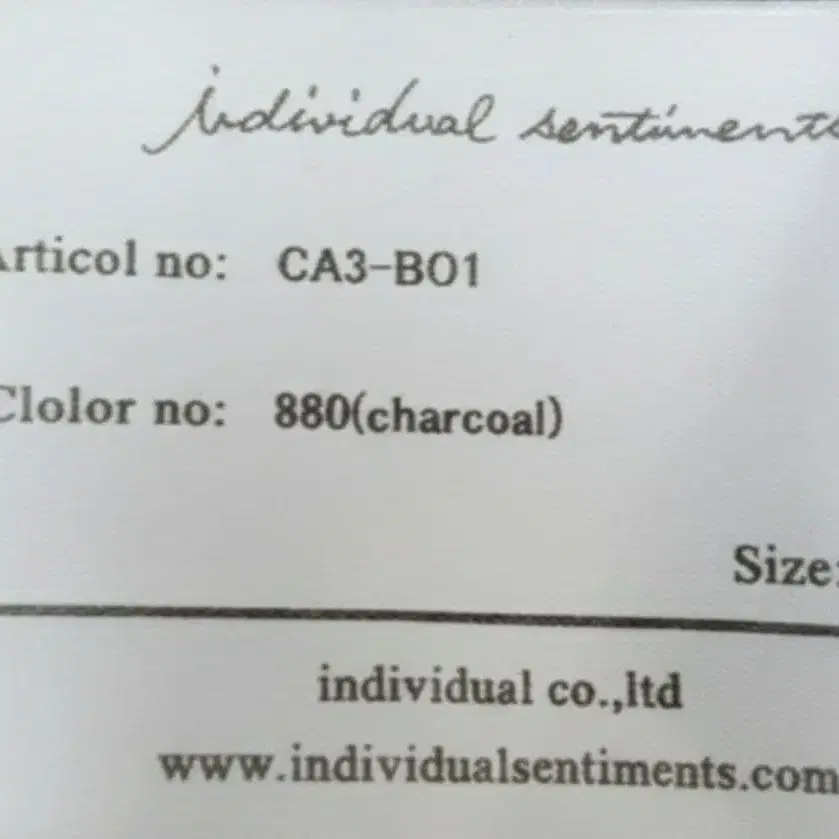 individual sentiments
Articol no: CA3-BO1
Clolor no: 880(charcoal)
Size:
individual co.,ltd
www.individualsentiments.com